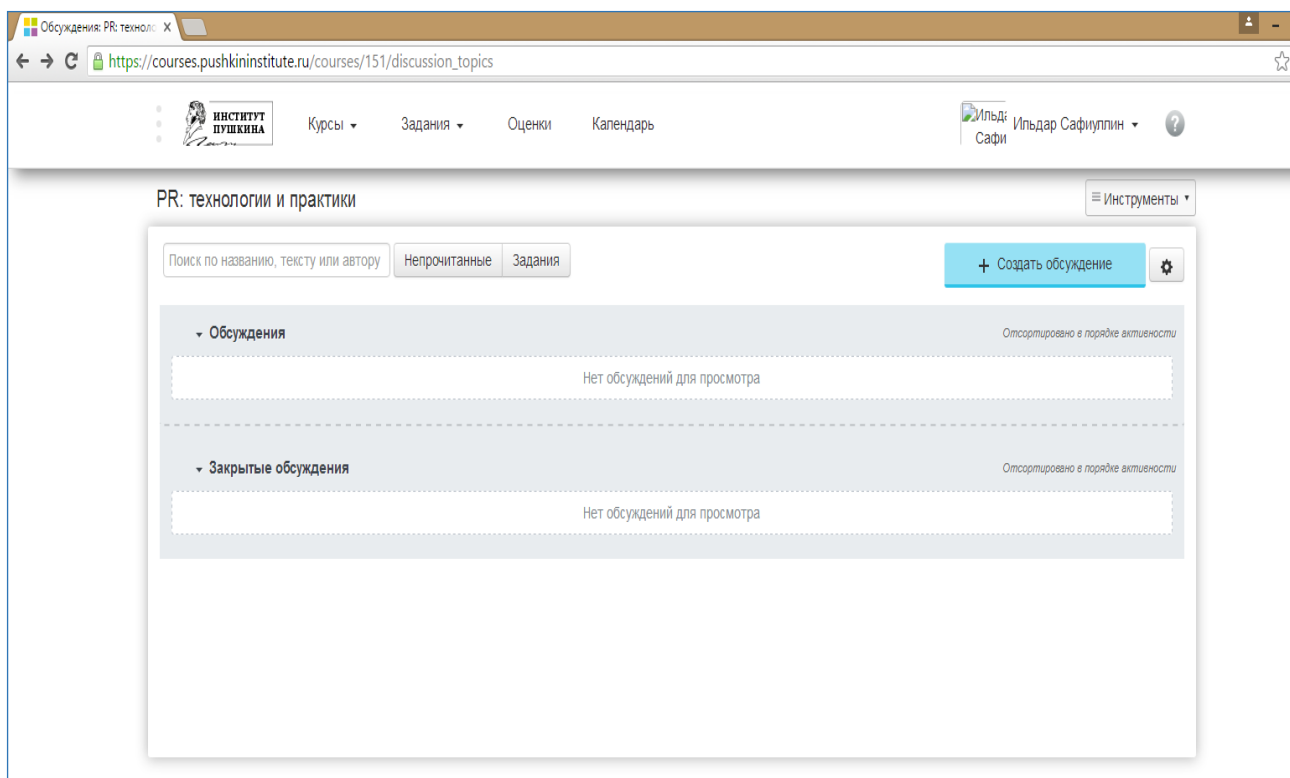 Обсуждения: PR: техноло
https://courses.pushkininstitute.ru/courses/151/discussion_topics
ИНСТИТУТ
ПУШКИНА
Курсы
Задания
Оценки
Календарь
Ильда
Сафи
Ильдар Сафиуллин
?
PR: технологии и практики
Инструменты
Поиск по названию, тексту или автору
Непрочитанные
Задания
+ Создать обсуждение
Обсуждения
Отсортировано в порядке активности
Нет обсуждений для просмотра
Закрытые обсуждения
Отсортировано в порядке активности
Нет обсуждений для просмотра